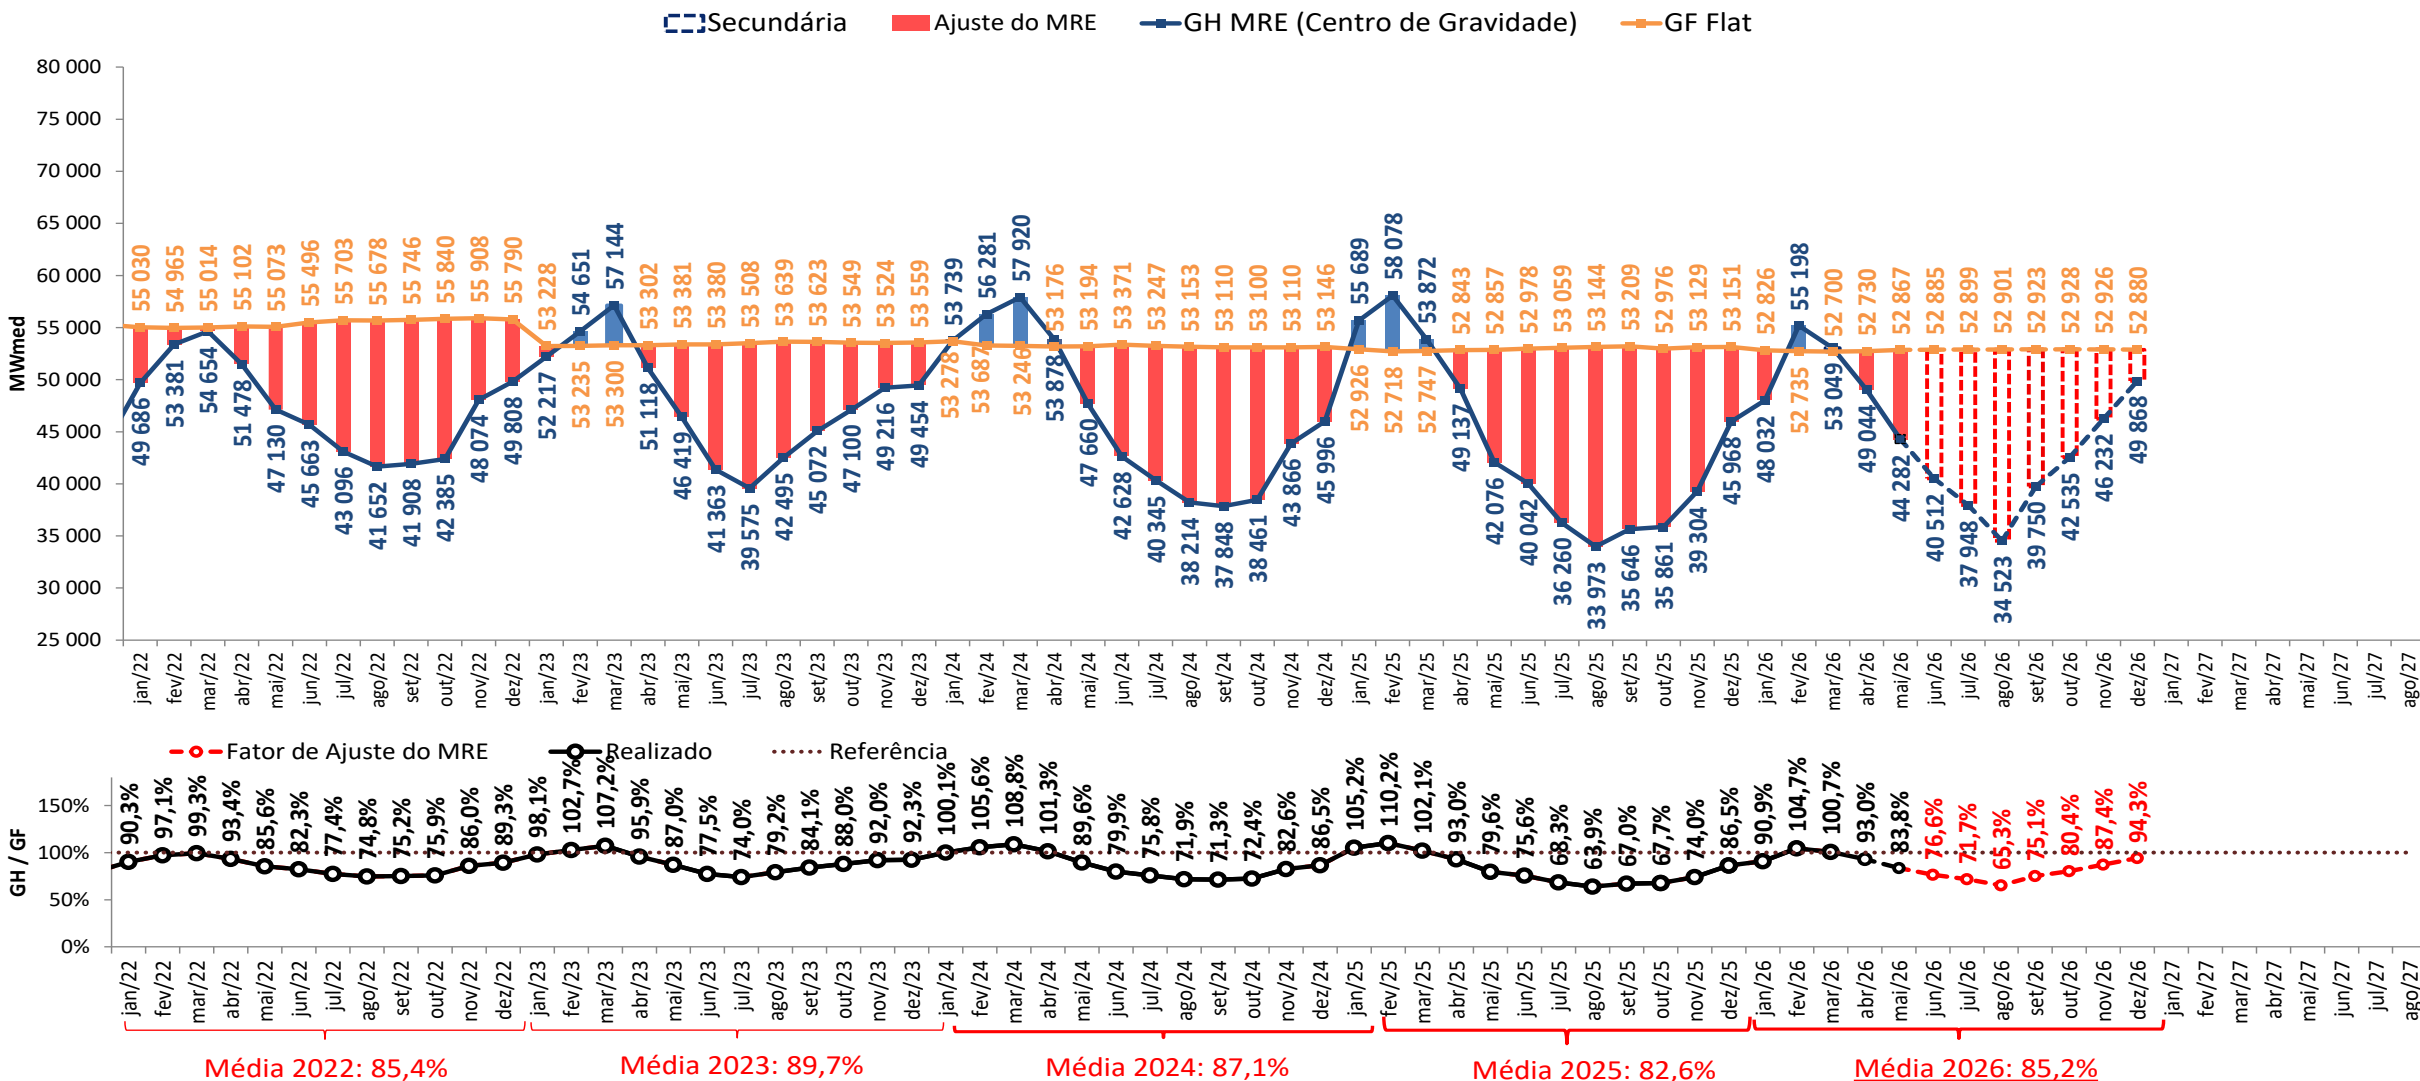 Secundária Ajuste do MRE GH MRE (Centro de Gravidade) GF Flat
MWmed
80 000
75 000
70 000
65 000
60 000
55 000
50 000
45 000
40 000
35 000
30 000
25 000
55 030 54 965 55 014 55 102 55 073 55 496 55 703 55 678 55 746 55 840 55 908 55 790 53 228 53 235 53 300 53 302 53 381 53 380 53 508 53 639 53 623 53 549 53 524 53 559 53 278 53 687 53 246 53 176 53 194 53 371 53 247 53 153 53 110 53 100 53 110 53 146 52 926 52 718 52 747 52 843 52 857 52 978 53 059 53 144 53 209 52 976 53 129 53 151 52 826 52 735 52 700 52 730 52 867 52 885 52 899 52 901 52 923 52 928 52 926 52 880
49 686 53 381 54 654 51 478 47 130 45 663 43 096 41 652 41 908 42 385 48 074 49 808 52 217 54 651 57 144 51 118 46 419 41 363 39 575 42 495 45 072 47 100 49 216 49 454 53 739 56 281 57 920 53 878 47 660 42 628 40 345 38 214 37 848 38 461 43 866 45 996 55 689 58 078 53 872 49 137 42 076 40 042 36 260 33 973 35 646 35 861 39 304 45 968 48 032 55 198 53 049 49 044 44 282 40 512 37 948 34 523 39 750 42 535 46 232 49 868
jan/22 fev/22 mar/22 abr/22 mai/22 jun/22 jul/22 ago/22 set/22 out/22 nov/22 dez/22 jan/23 fev/23 mar/23 abr/23 mai/23 jun/23 jul/23 ago/23 set/23 out/23 nov/23 dez/23 jan/24 fev/24 mar/24 abr/24 mai/24 jun/24 jul/24 ago/24 set/24 out/24 nov/24 dez/24 jan/25 fev/25 mar/25 abr/25 mai/25 jun/25 jul/25 ago/25 set/25 out/25 nov/25 dez/25 jan/26 fev/26 mar/26 abr/26 mai/26 jun/26 jul/26 ago/26 set/26 out/26 nov/26 dez/26 jan/27 fev/27 mar/27 abr/27 mai/27 jun/27 jul/27 ago/27
Fator de Ajuste do MRE Realizado Referência
GH / GF
150%
100%
50%
0%
90,3% 97,1% 99,3% 93,4% 85,6% 82,3% 77,4% 74,8% 75,2% 75,9% 86,0% 89,3% 98,1% 102,7% 107,2% 95,9% 87,0% 77,5% 74,0% 79,2% 84,1% 88,0% 92,0% 92,3% 100,1% 105,6% 108,8% 101,3% 89,6% 79,9% 75,8% 71,9% 71,3% 72,4% 82,6% 86,5% 105,2% 110,2% 102,1% 93,0% 79,6% 75,6% 68,3% 63,9% 67,0% 67,7% 74,0% 86,5% 90,9% 104,7% 100,7% 93,0% 83,8% 76,6% 71,7% 65,3% 75,1% 80,4% 87,4% 94,3%
jan/22 fev/22 mar/22 abr/22 mai/22 jun/22 jul/22 ago/22 set/22 out/22 nov/22 dez/22 jan/23 fev/23 mar/23 abr/23 mai/23 jun/23 jul/23 ago/23 set/23 out/23 nov/23 dez/23 jan/24 fev/24 mar/24 abr/24 mai/24 jun/24 jul/24 ago/24 set/24 out/24 nov/24 dez/24 jan/25 fev/25 mar/25 abr/25 mai/25 jun/25 jul/25 ago/25 set/25 out/25 nov/25 dez/25 jan/26 fev/26 mar/26 abr/26 mai/26 jun/26 jul/26 ago/26 set/26 out/26 nov/26 dez/26 jan/27 fev/27 mar/27 abr/27 mai/27 jun/27 jul/27 ago/27
Média 2022: 85,4% Média 2023: 89,7% Média 2024: 87,1% Média 2025: 82,6% Média 2026: 85,2%